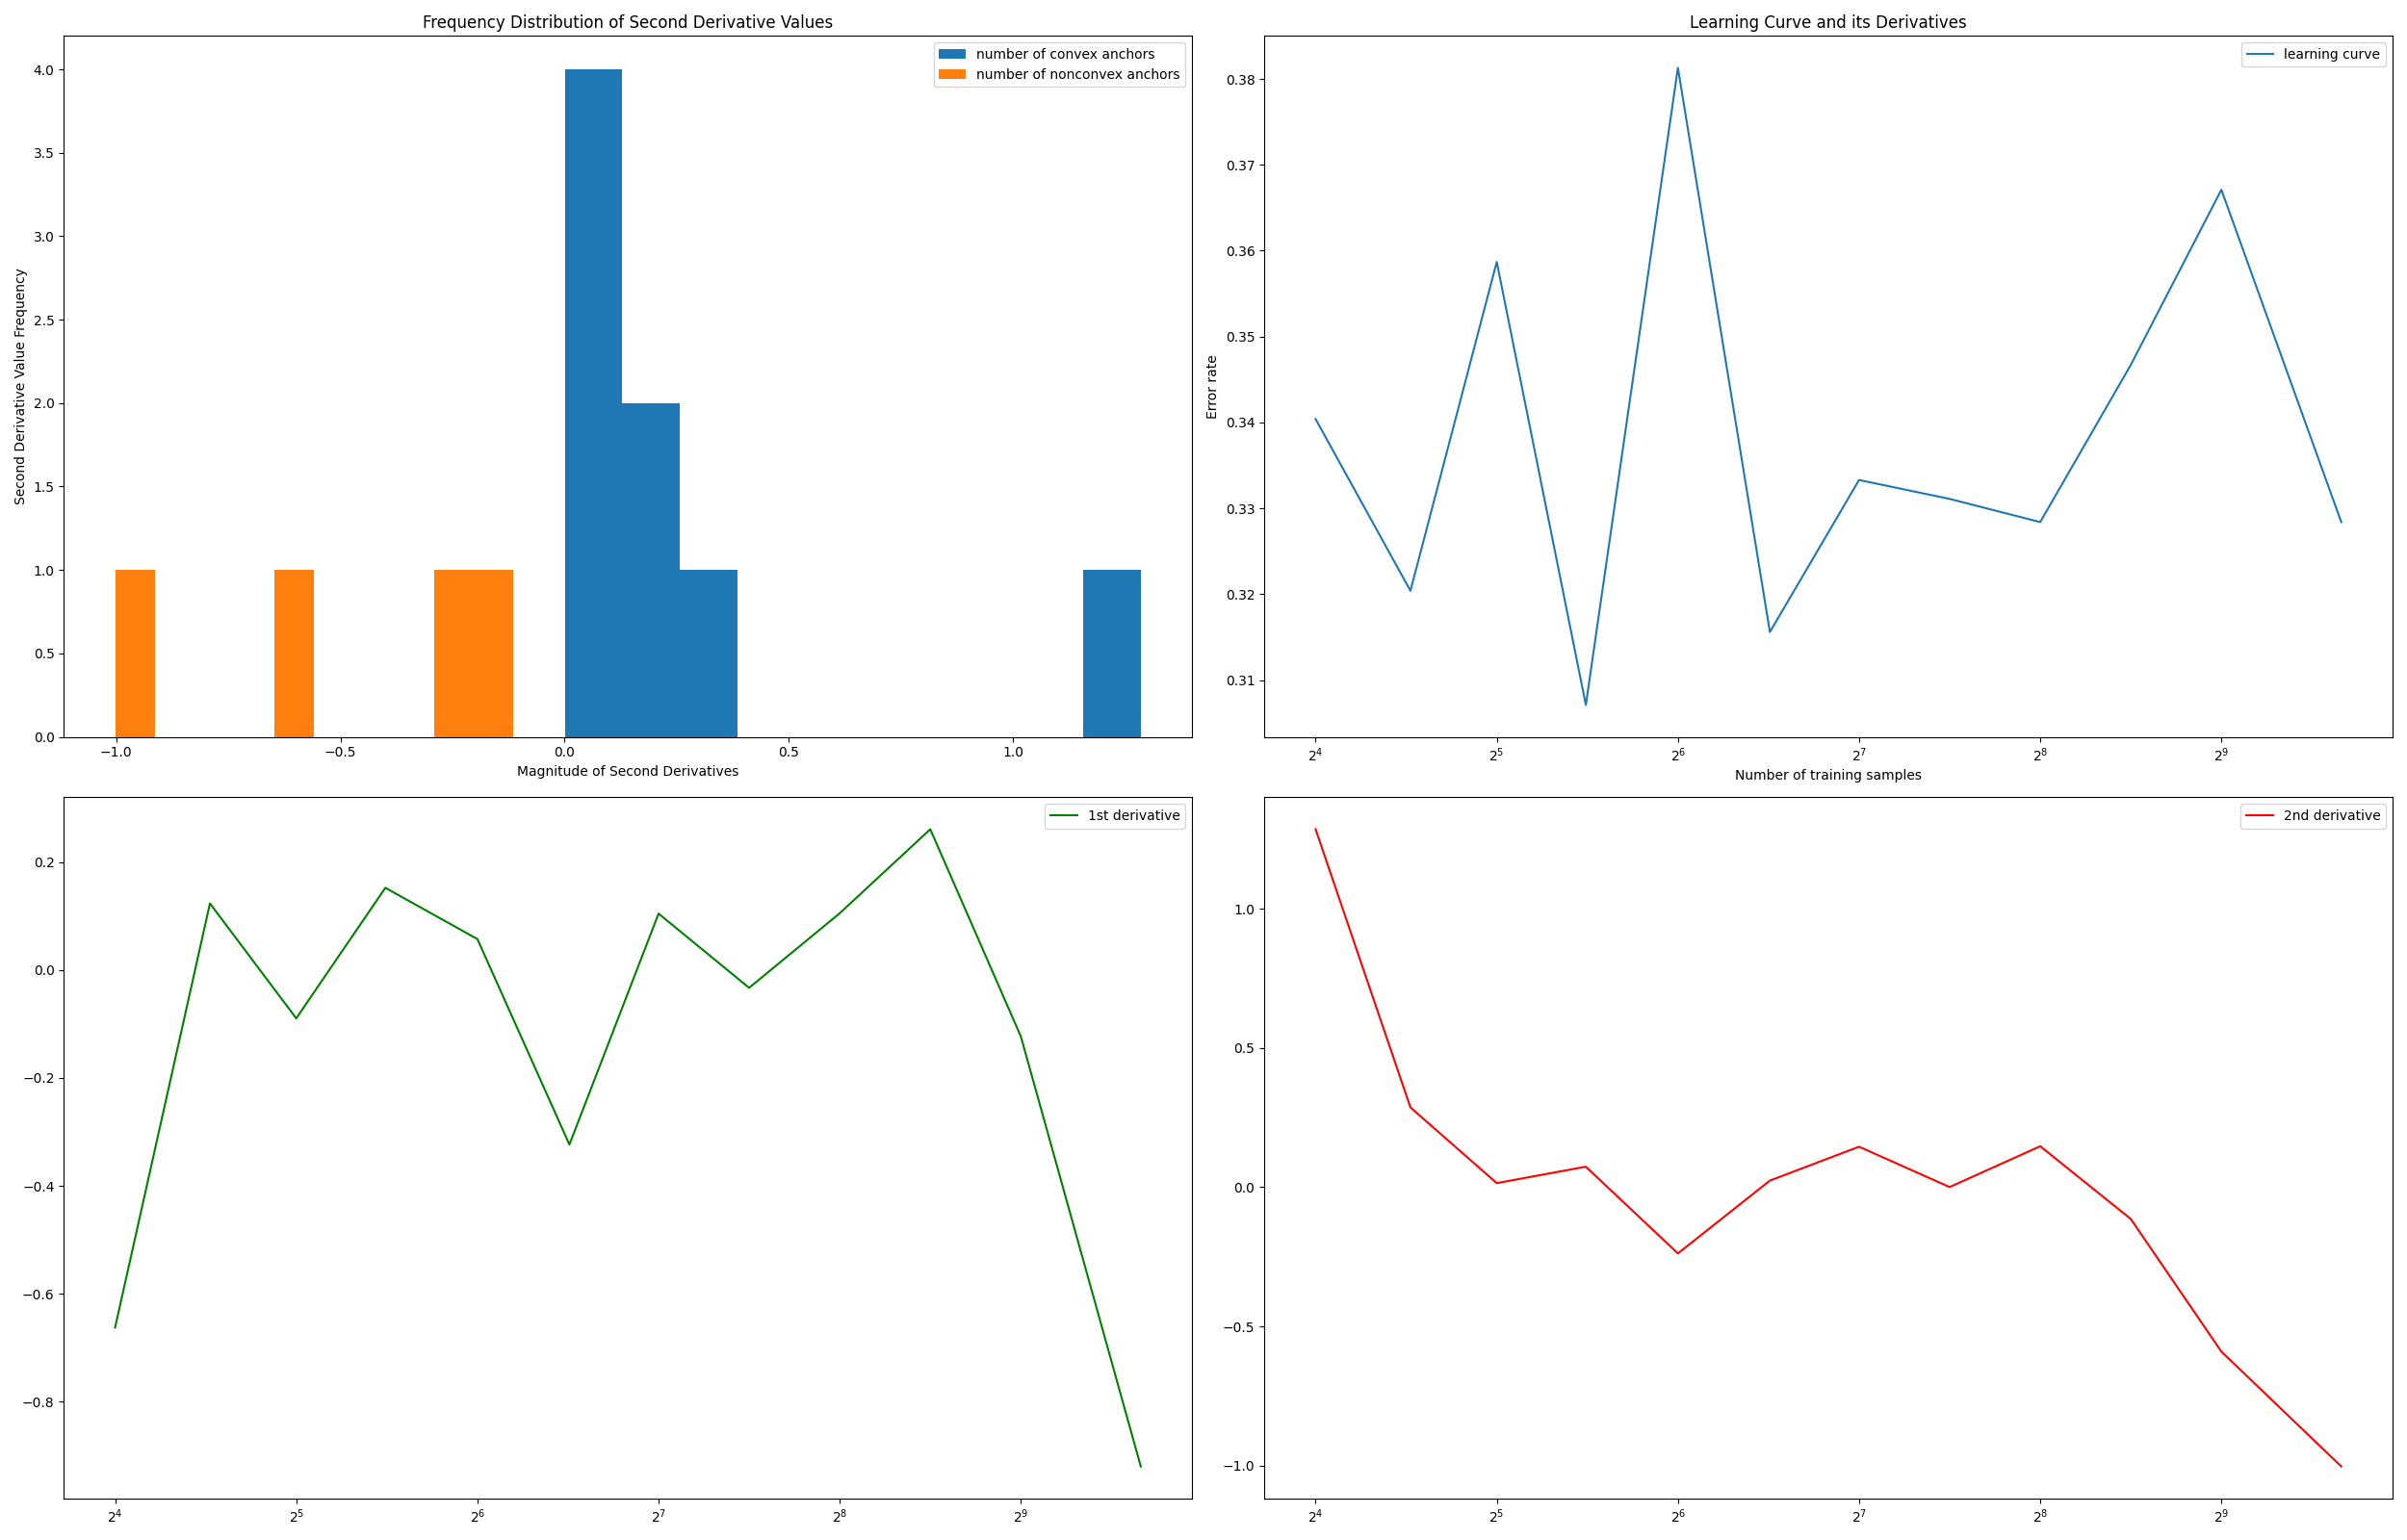 Frequency Distribution of Second Derivative Values
number of convex anchors
number of nonconvex anchors
Second Derivative Value Frequency
4.0
3.5
3.0
2.5
2.0
1.5
1.0
0.5
0.0
−1.0 −0.5 0.0 0.5 1.0
Magnitude of Second Derivatives
Learning Curve and its Derivatives
learning curve
Error rate
0.38
0.37
0.36
0.35
0.34
0.33
0.32
0.31
2⁴ 2⁵ 2⁶ 2⁷ 2⁸ 2⁹
Number of training samples
1st derivative
0.2
0.0
−0.2
−0.4
−0.6
−0.8
2⁴ 2⁵ 2⁶ 2⁷ 2⁸ 2⁹
2nd derivative
1.0
0.5
0.0
−0.5
−1.0
2⁴ 2⁵ 2⁶ 2⁷ 2⁸ 2⁹